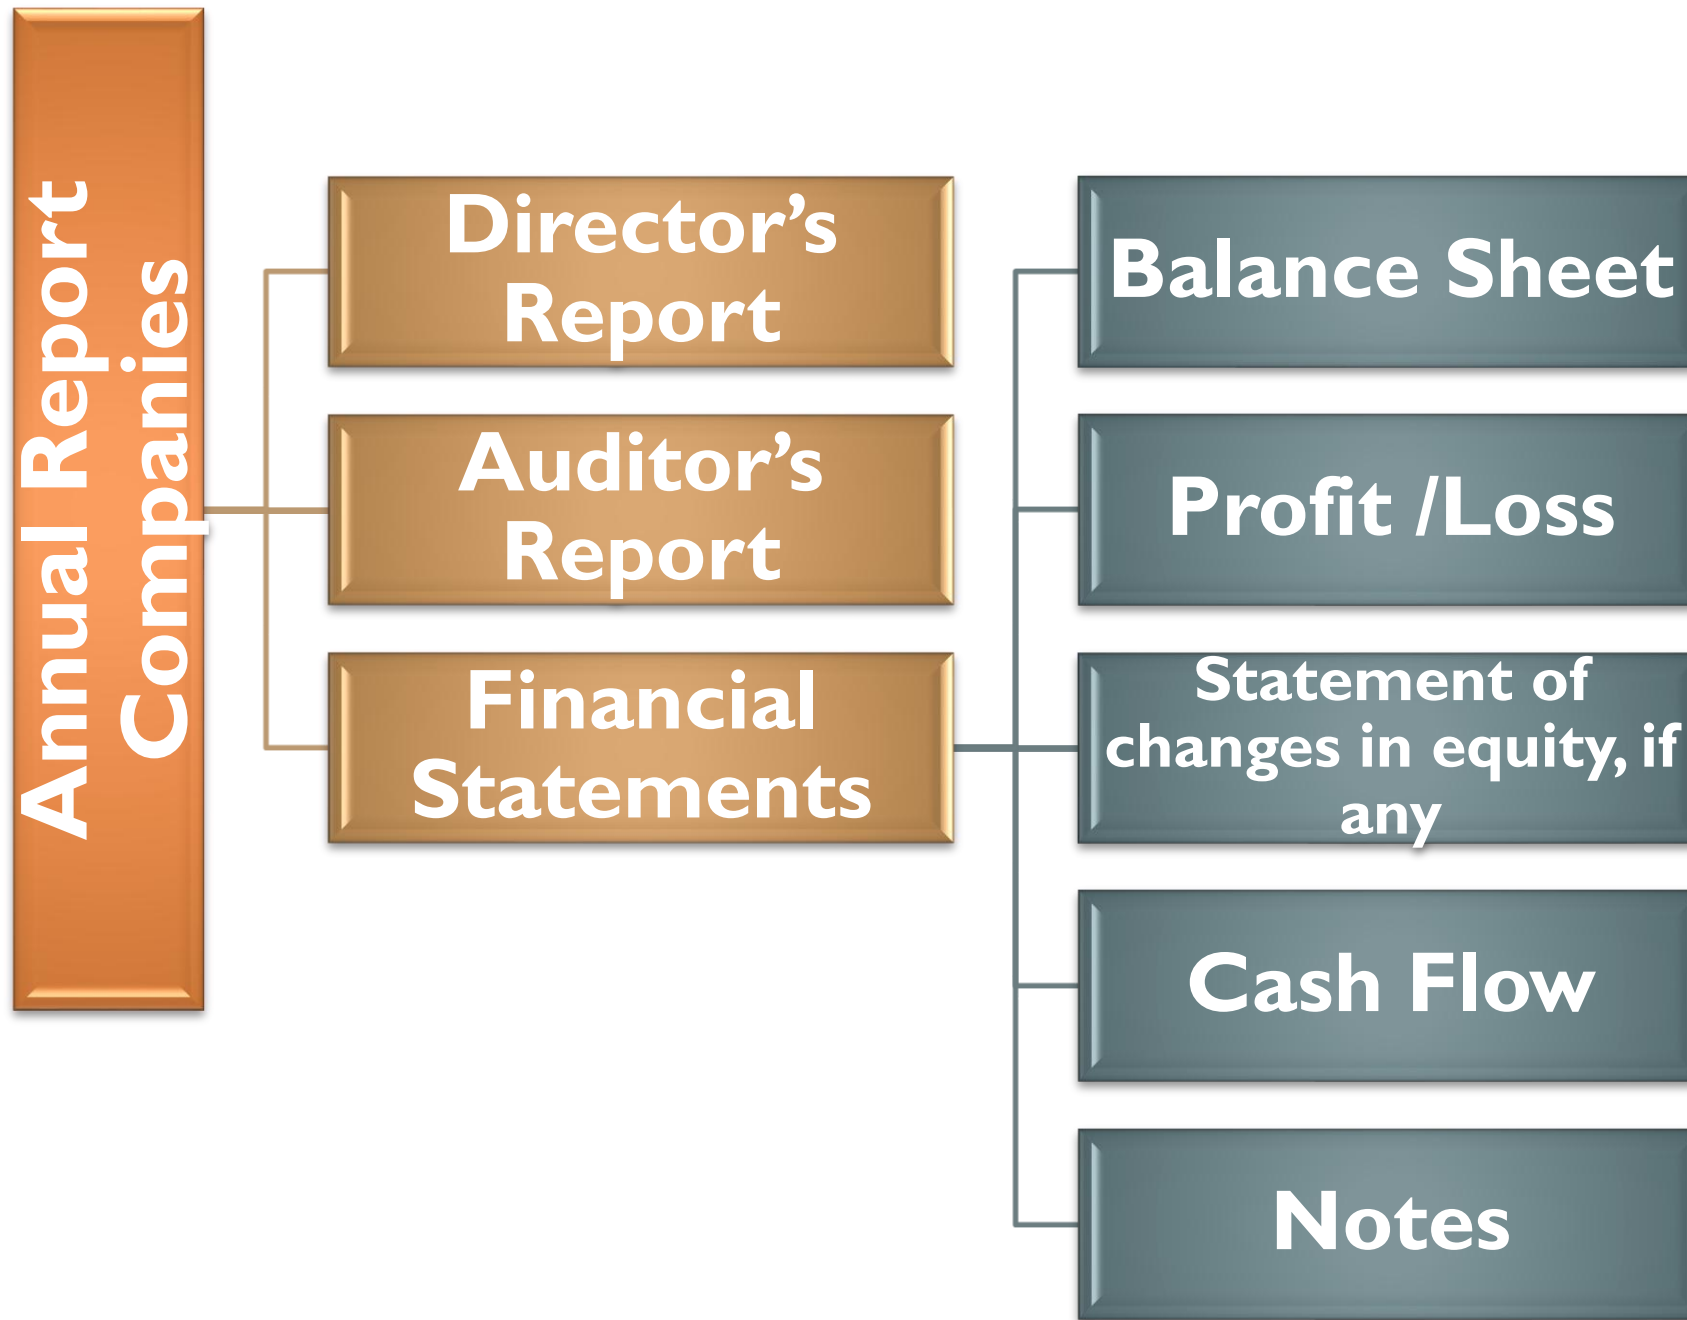 Annual Report
Companies
Director’s
Report
Auditor’s
Report
Financial
Statements
Balance Sheet
Profit /Loss
Statement of
changes in equity, if
any
Cash Flow
Notes